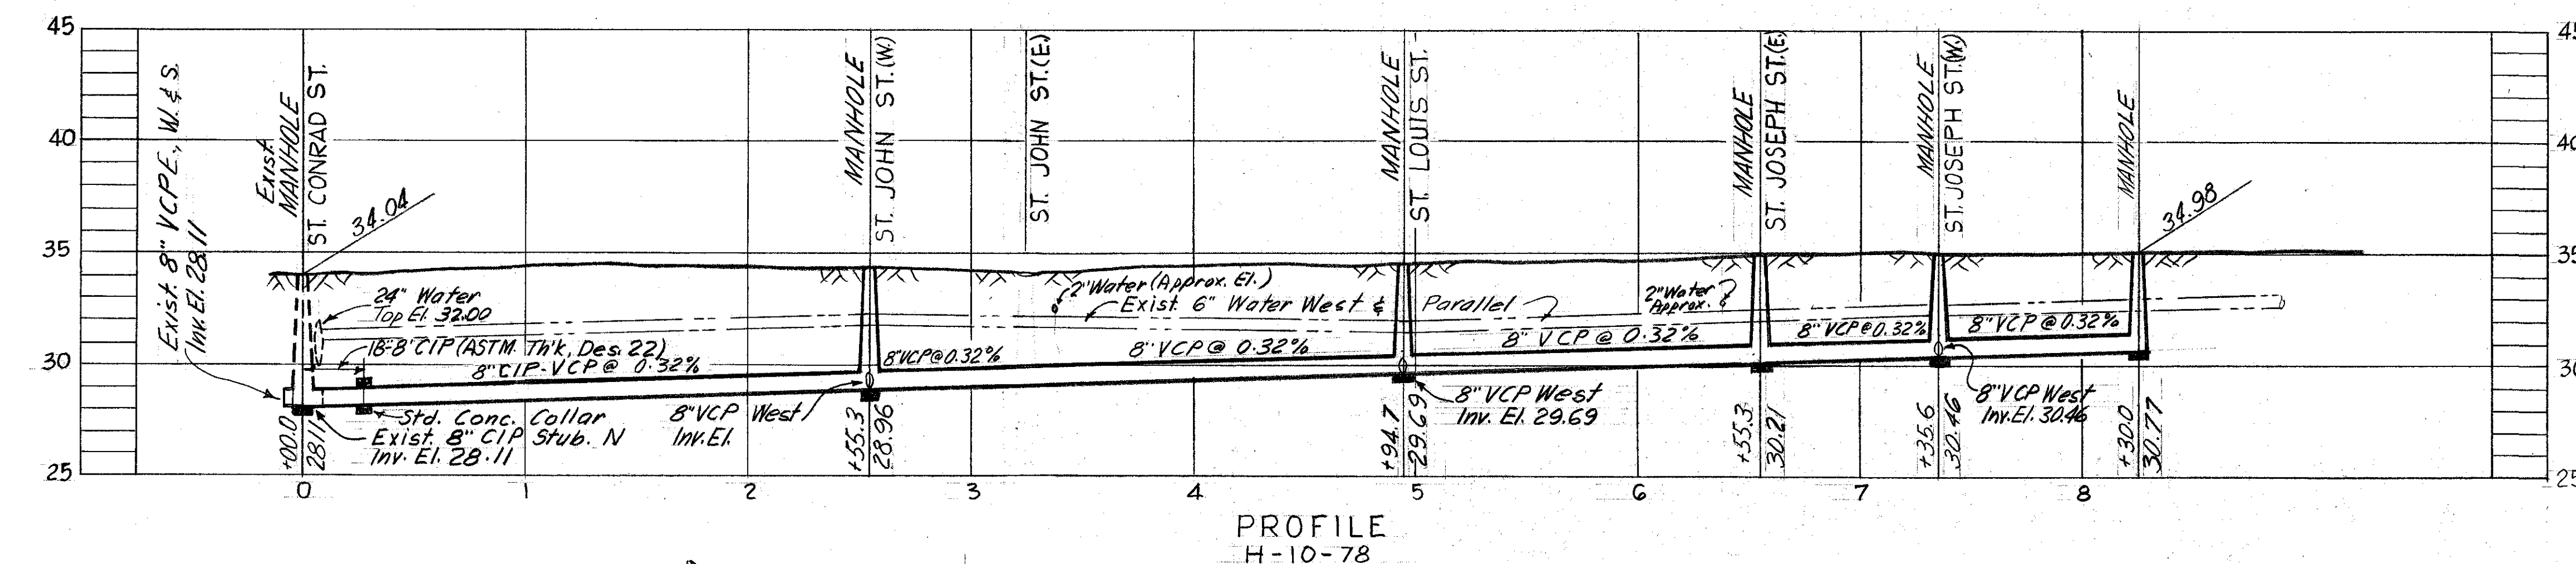 45
40
35
30
25
Exist. 8" VCPE., W. & S.
Inv. El. 28.11
Exist.
MANHOLE
ST. CONRAD ST.
34.04
MANHOLE
ST. JOHN ST.(W.)
ST. JOHN ST.(E.)
MANHOLE
ST. LOUIS ST.
MANHOLE
ST. JOSEPH ST.(E.)
MANHOLE
ST. JOSEPH ST.(W.)
MANHOLE
34.98
45
40
35
30
25
24" Water
Top El. 32.00
18'-8" CIP (ASTM. Th'k. Des. 22)
8" CIP-VCP @ 0.32%
8" VCP @ 0.32%
2" Water (Approx. El.)
Exist. 6" Water West & Parallel
8" VCP @ 0.32%
8" VCP @ 0.32%
2" Water
Approx.
8" VCP @ 0.32%
8" VCP @ 0.32%
Std. Conc. Collar
Exist. 8" CIP Stub. N
Inv. El. 28.11
8" VCP West
Inv. El.
8" VCP West
Inv. El. 29.69
8" VCP West
Inv. El. 30.46
+00.0
28.11
+55.3
28.96
+94.7
29.69
+55.3
30.21
+35.6
30.46
+30.0
30.77
0 1 2 3 4 5 6 7 8
PROFILE
H-10-78